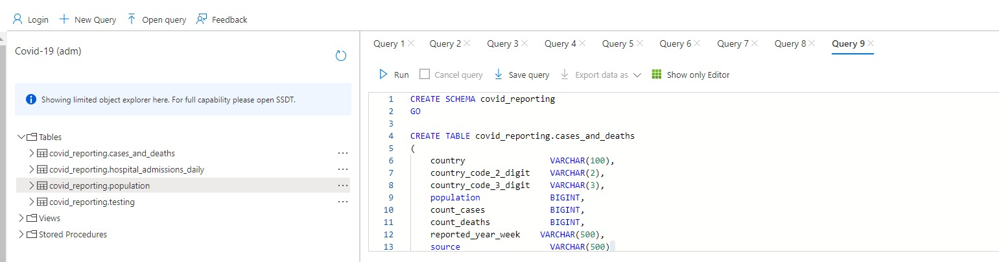 Login New Query Open query Feedback
Covid-19 (adm)
Showing limited object explorer here. For full capability please open SSDT.
Tables
covid_reporting.cases_and_deaths ...
covid_reporting.hospital_admissions_daily ...
covid_reporting.population ...
covid_reporting.testing ...
Views
Stored Procedures
Query 1 Query 2 Query 3 Query 4 Query 5 Query 6 Query 7 Query 8 Query 9
Run Cancel query Save query Export data as Show only Editor
1 CREATE SCHEMA covid_reporting
2 GO
3
4 CREATE TABLE covid_reporting.cases_and_deaths
5 (
6 country VARCHAR(100),
7 country_code_2_digit VARCHAR(2),
8 country_code_3_digit VARCHAR(3),
9 population BIGINT,
10 count_cases BIGINT,
11 count_deaths BIGINT,
12 reported_year_week VARCHAR(500),
13 source VARCHAR(500)